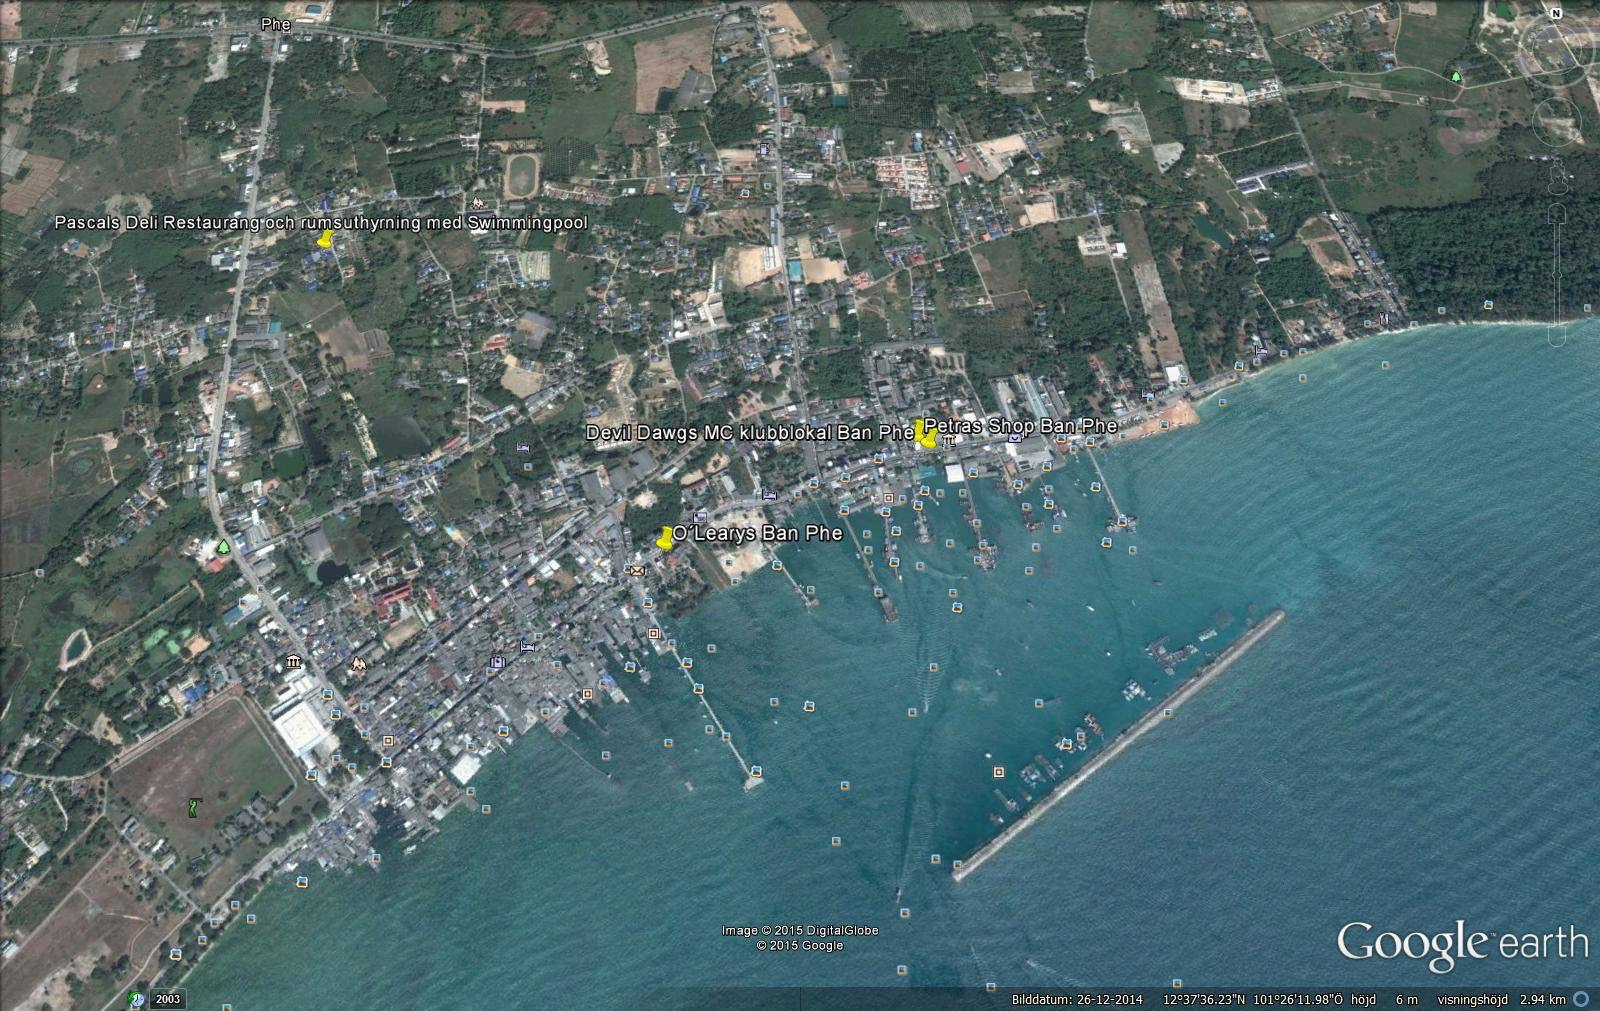 Phe
N
Pascals Deli Restaurang och rumsuthyrning med Swimmingpool
Devil Dawgs MC klubblokal Ban Phe
Petras Shop Ban Phe
O´Learys Ban Phe
Image © 2015 DigitalGlobe
© 2015 Google
Google earth
2003
Bilddatum: 26-12-2014 12°37'36.23"N 101°26'11.98"Ö höjd 6 m visningshöjd 2.94 km